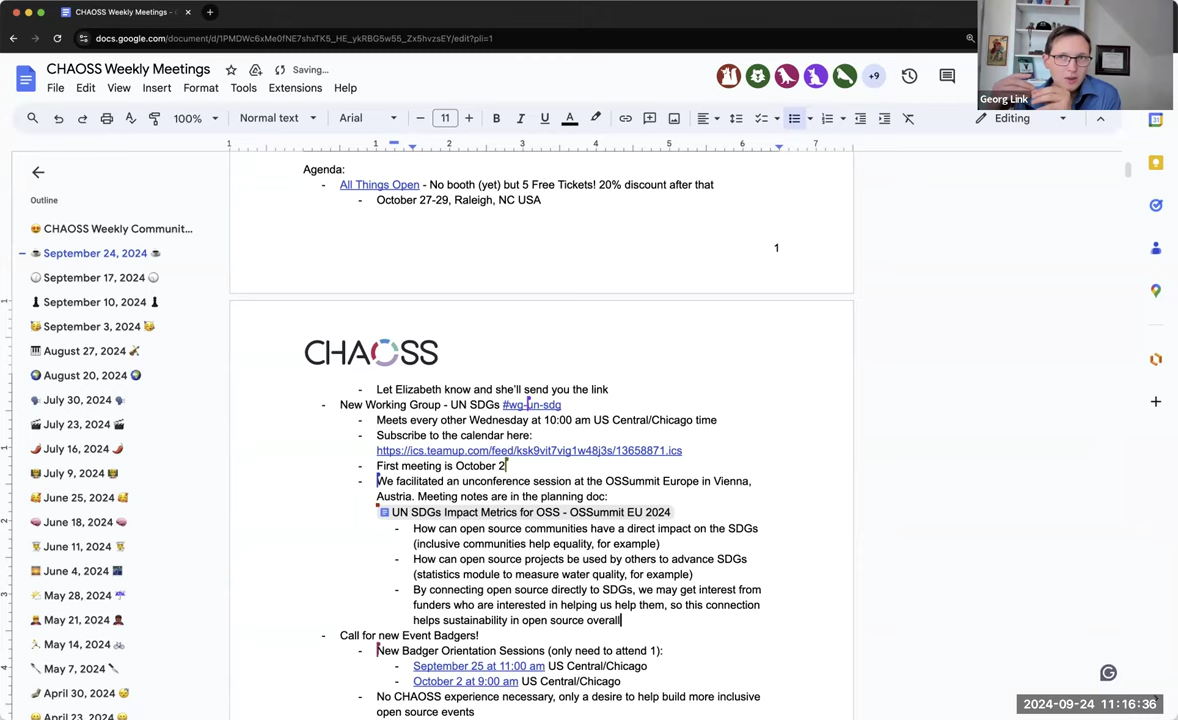 CHAOSS Weekly Meetings -
docs.google.com/document/d/1PMDWc6xMe0fNE7shxTK5_HE_ykRBG5w55_Zx5hvzsEY/edit?pli=1
CHAOSS Weekly Meetings
Saving...
File Edit View Insert Format Tools Extensions Help
+9
Georg Link
100% Normal text Arial 11 Editing
1 1 2 3 4 5 6 7
Outline
😍 CHAOSS Weekly Communit...
☕ September 24, 2024 ☕
September 17, 2024
♟ September 10, 2024 ♟
🥳 September 3, 2024 🥳
🎹 August 27, 2024 🎻
🌍 August 20, 2024 🌍
🗣 July 30, 2024 🗣
🎬 July 23, 2024 🎬
🌶 July 16, 2024 🌶
July 9, 2024
🥰 June 25, 2024 🥰
🧠 June 18, 2024 🧠
June 11, 2024
🌅 June 4, 2024
May 28, 2024 ☔
May 21, 2024
May 14, 2024 🚲
May 7, 2024
April 30, 2024
April 23, 2024
Agenda:
- All Things Open - No booth (yet) but 5 Free Tickets! 20% discount after that
- October 27-29, Raleigh, NC USA
1
CHAOSS
- Let Elizabeth know and she'll send you the link
- New Working Group - UN SDGs #wg-un-sdg
- Meets every other Wednesday at 10:00 am US Central/Chicago time
- Subscribe to the calendar here:
https://ics.teamup.com/feed/ksk9vit7vig1w48j3s/13658871.ics
- First meeting is October 2
- We facilitated an unconference session at the OSSummit Europe in Vienna,
Austria. Meeting notes are in the planning doc:
UN SDGs Impact Metrics for OSS - OSSummit EU 2024
- How can open source communities have a direct impact on the SDGs
(inclusive communities help equality, for example)
- How can open source projects be used by others to advance SDGs
(statistics module to measure water quality, for example)
- By connecting open source directly to SDGs, we may get interest from
funders who are interested in helping us help them, so this connection
helps sustainability in open source overall
- Call for new Event Badgers!
- New Badger Orientation Sessions (only need to attend 1):
- September 25 at 11:00 am US Central/Chicago
- October 2 at 9:00 am US Central/Chicago
- No CHAOSS experience necessary, only a desire to help build more inclusive
open source events
2024-09-24 11:16:36